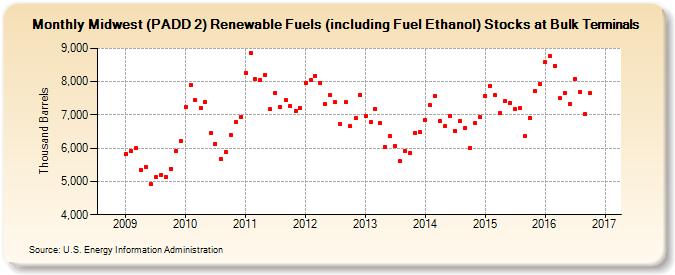 Monthly Midwest (PADD 2) Renewable Fuels (including Fuel Ethanol) Stocks at Bulk Terminals
Thousand Barrels
9,000
8,000
7,000
6,000
5,000
4,000
2009 2010 2011 2012 2013 2014 2015 2016 2017
Source: U.S. Energy Information Administration